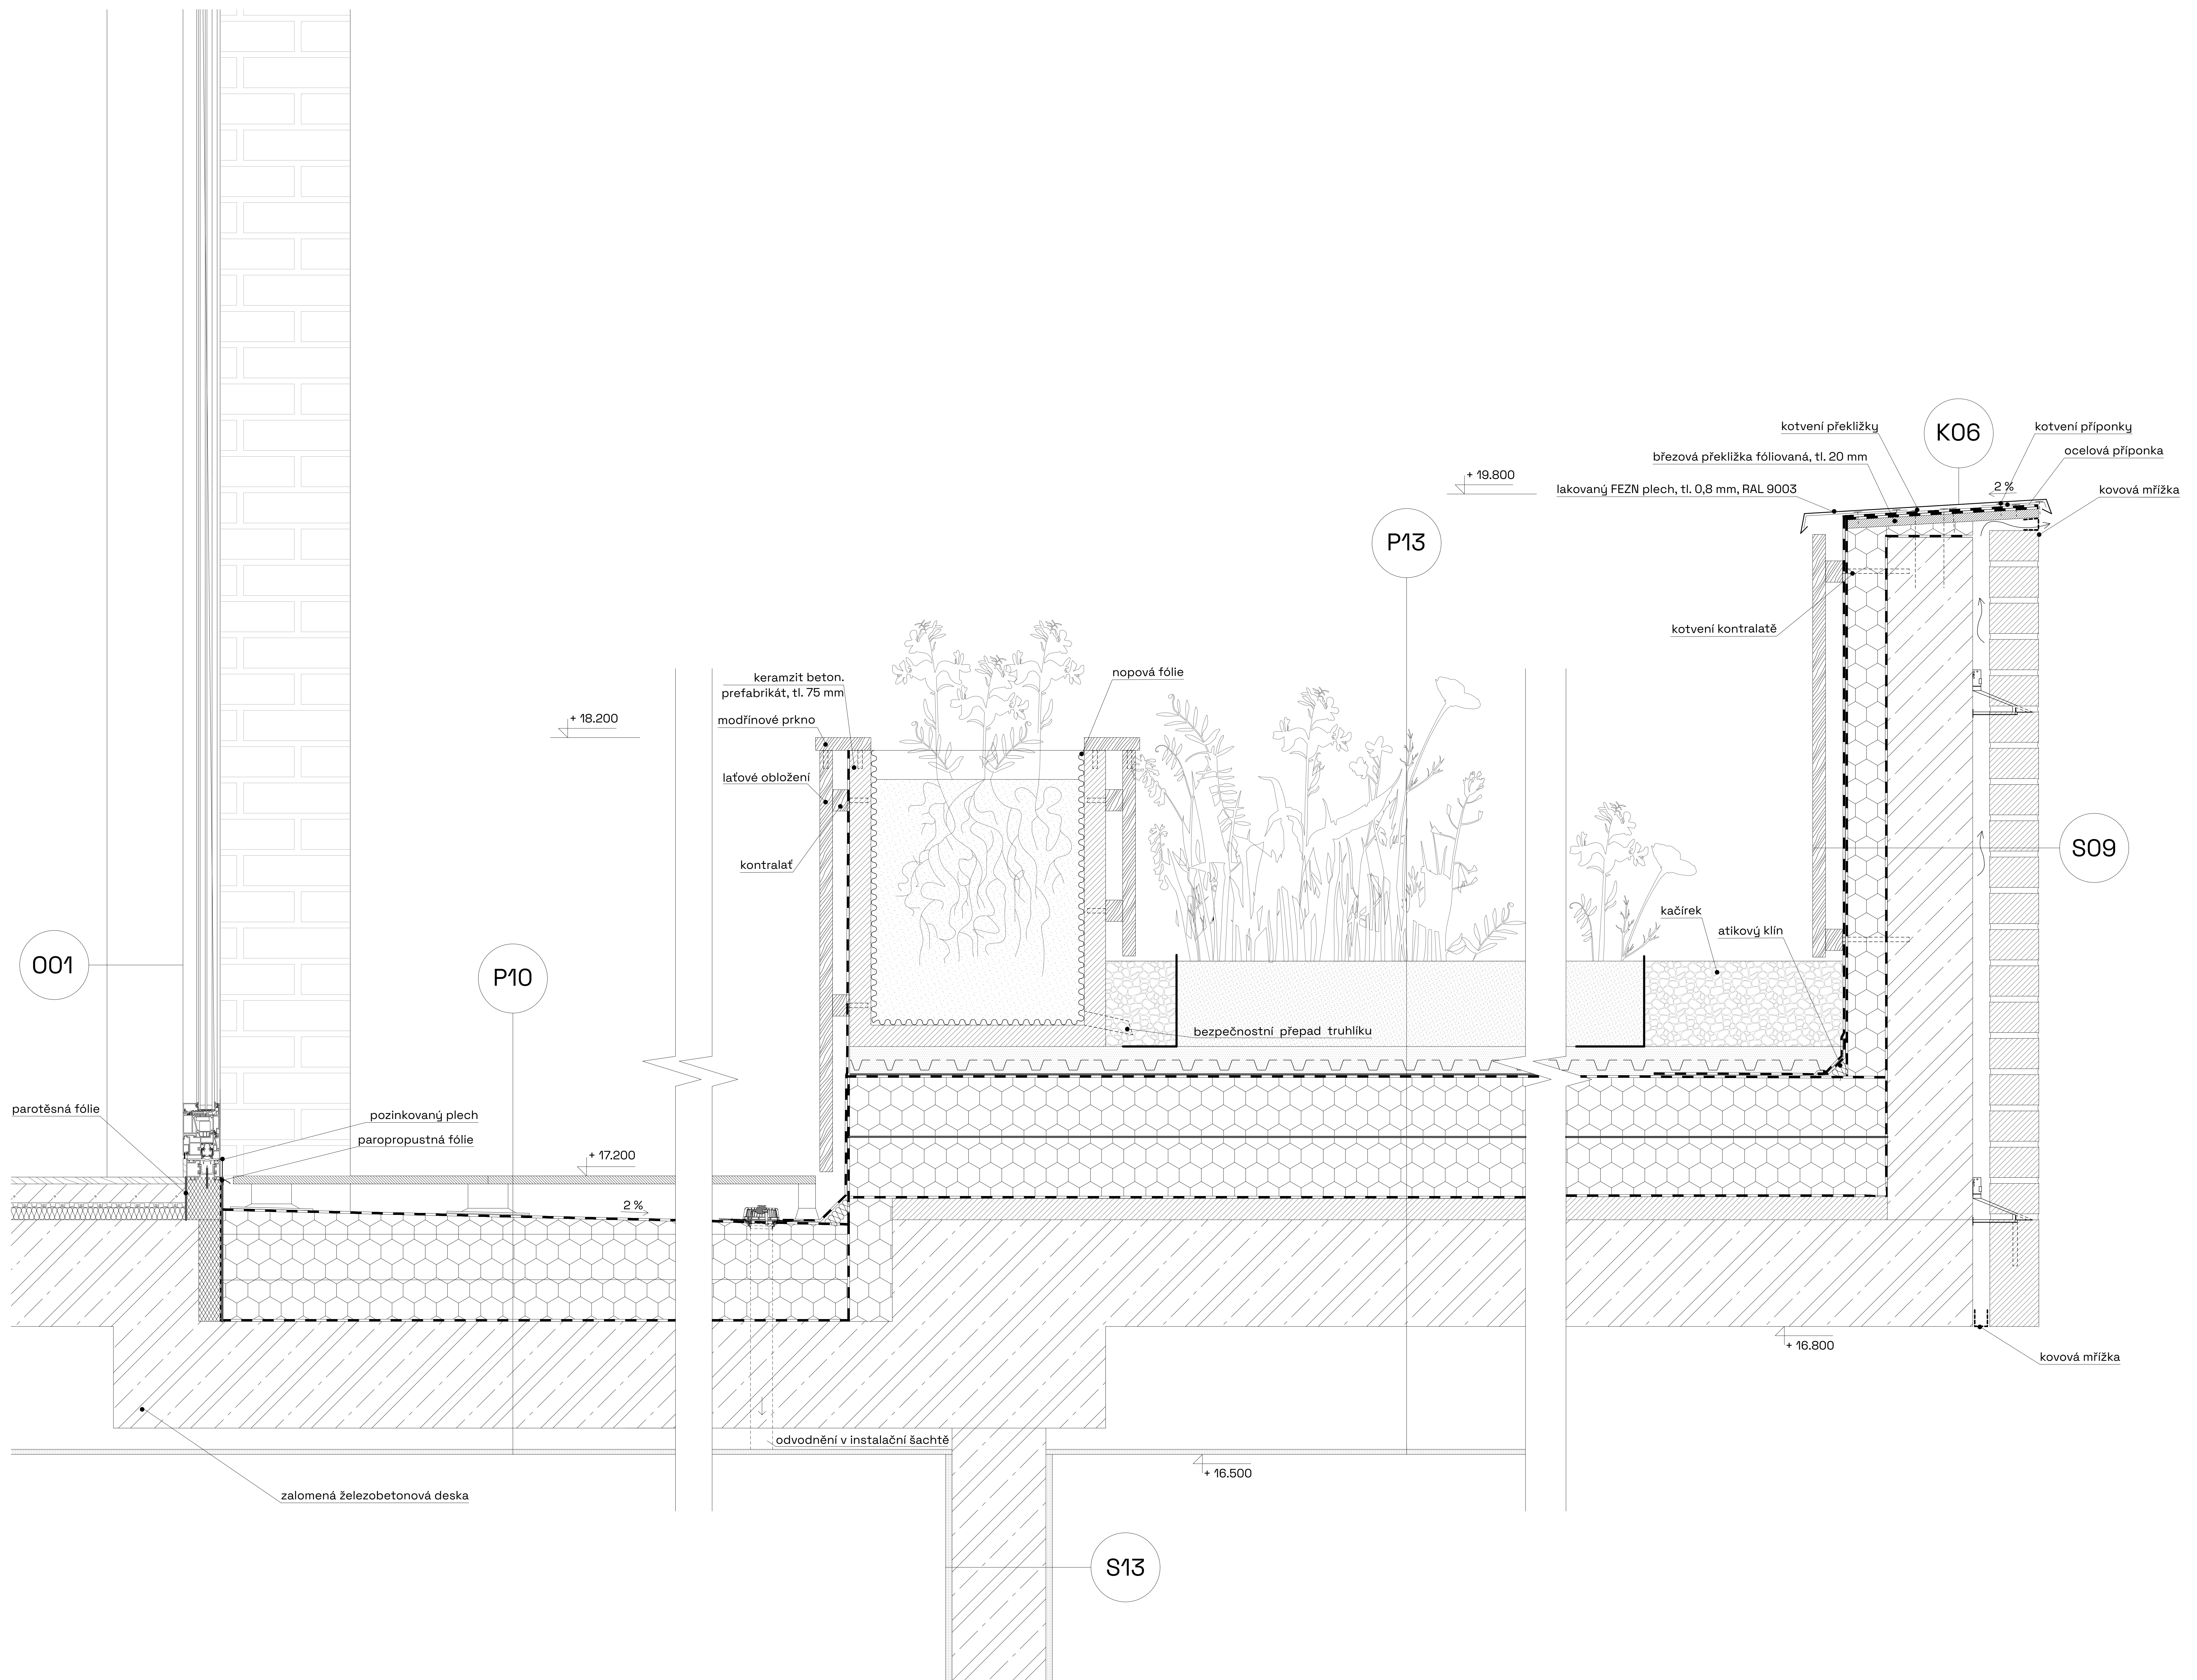 kotvení překližky
K06
kotvení příponky
březová překližka fóliovaná, tl. 20 mm
ocelová příponka
+ 19.800
lakovaný FEZN plech, tl. 0,8 mm, RAL 9003
2 %
kovová mřížka
P13
kotvení kontralatě
keramzit beton.
prefabrikát, tl. 75 mm
nopová fólie
+ 18.200
modřínové prkno
laťové obložení
kontralať
S09
kačírek
atikový klín
001
P10
bezpečnostní přepad truhlíku
parotěsná fólie
pozinkovaný plech
paropropustná fólie
+ 17.200
2 %
+ 16.800
kovová mřížka
odvodnění v instalační šachtě
+ 16.500
zalomená železobetonová deska
S13